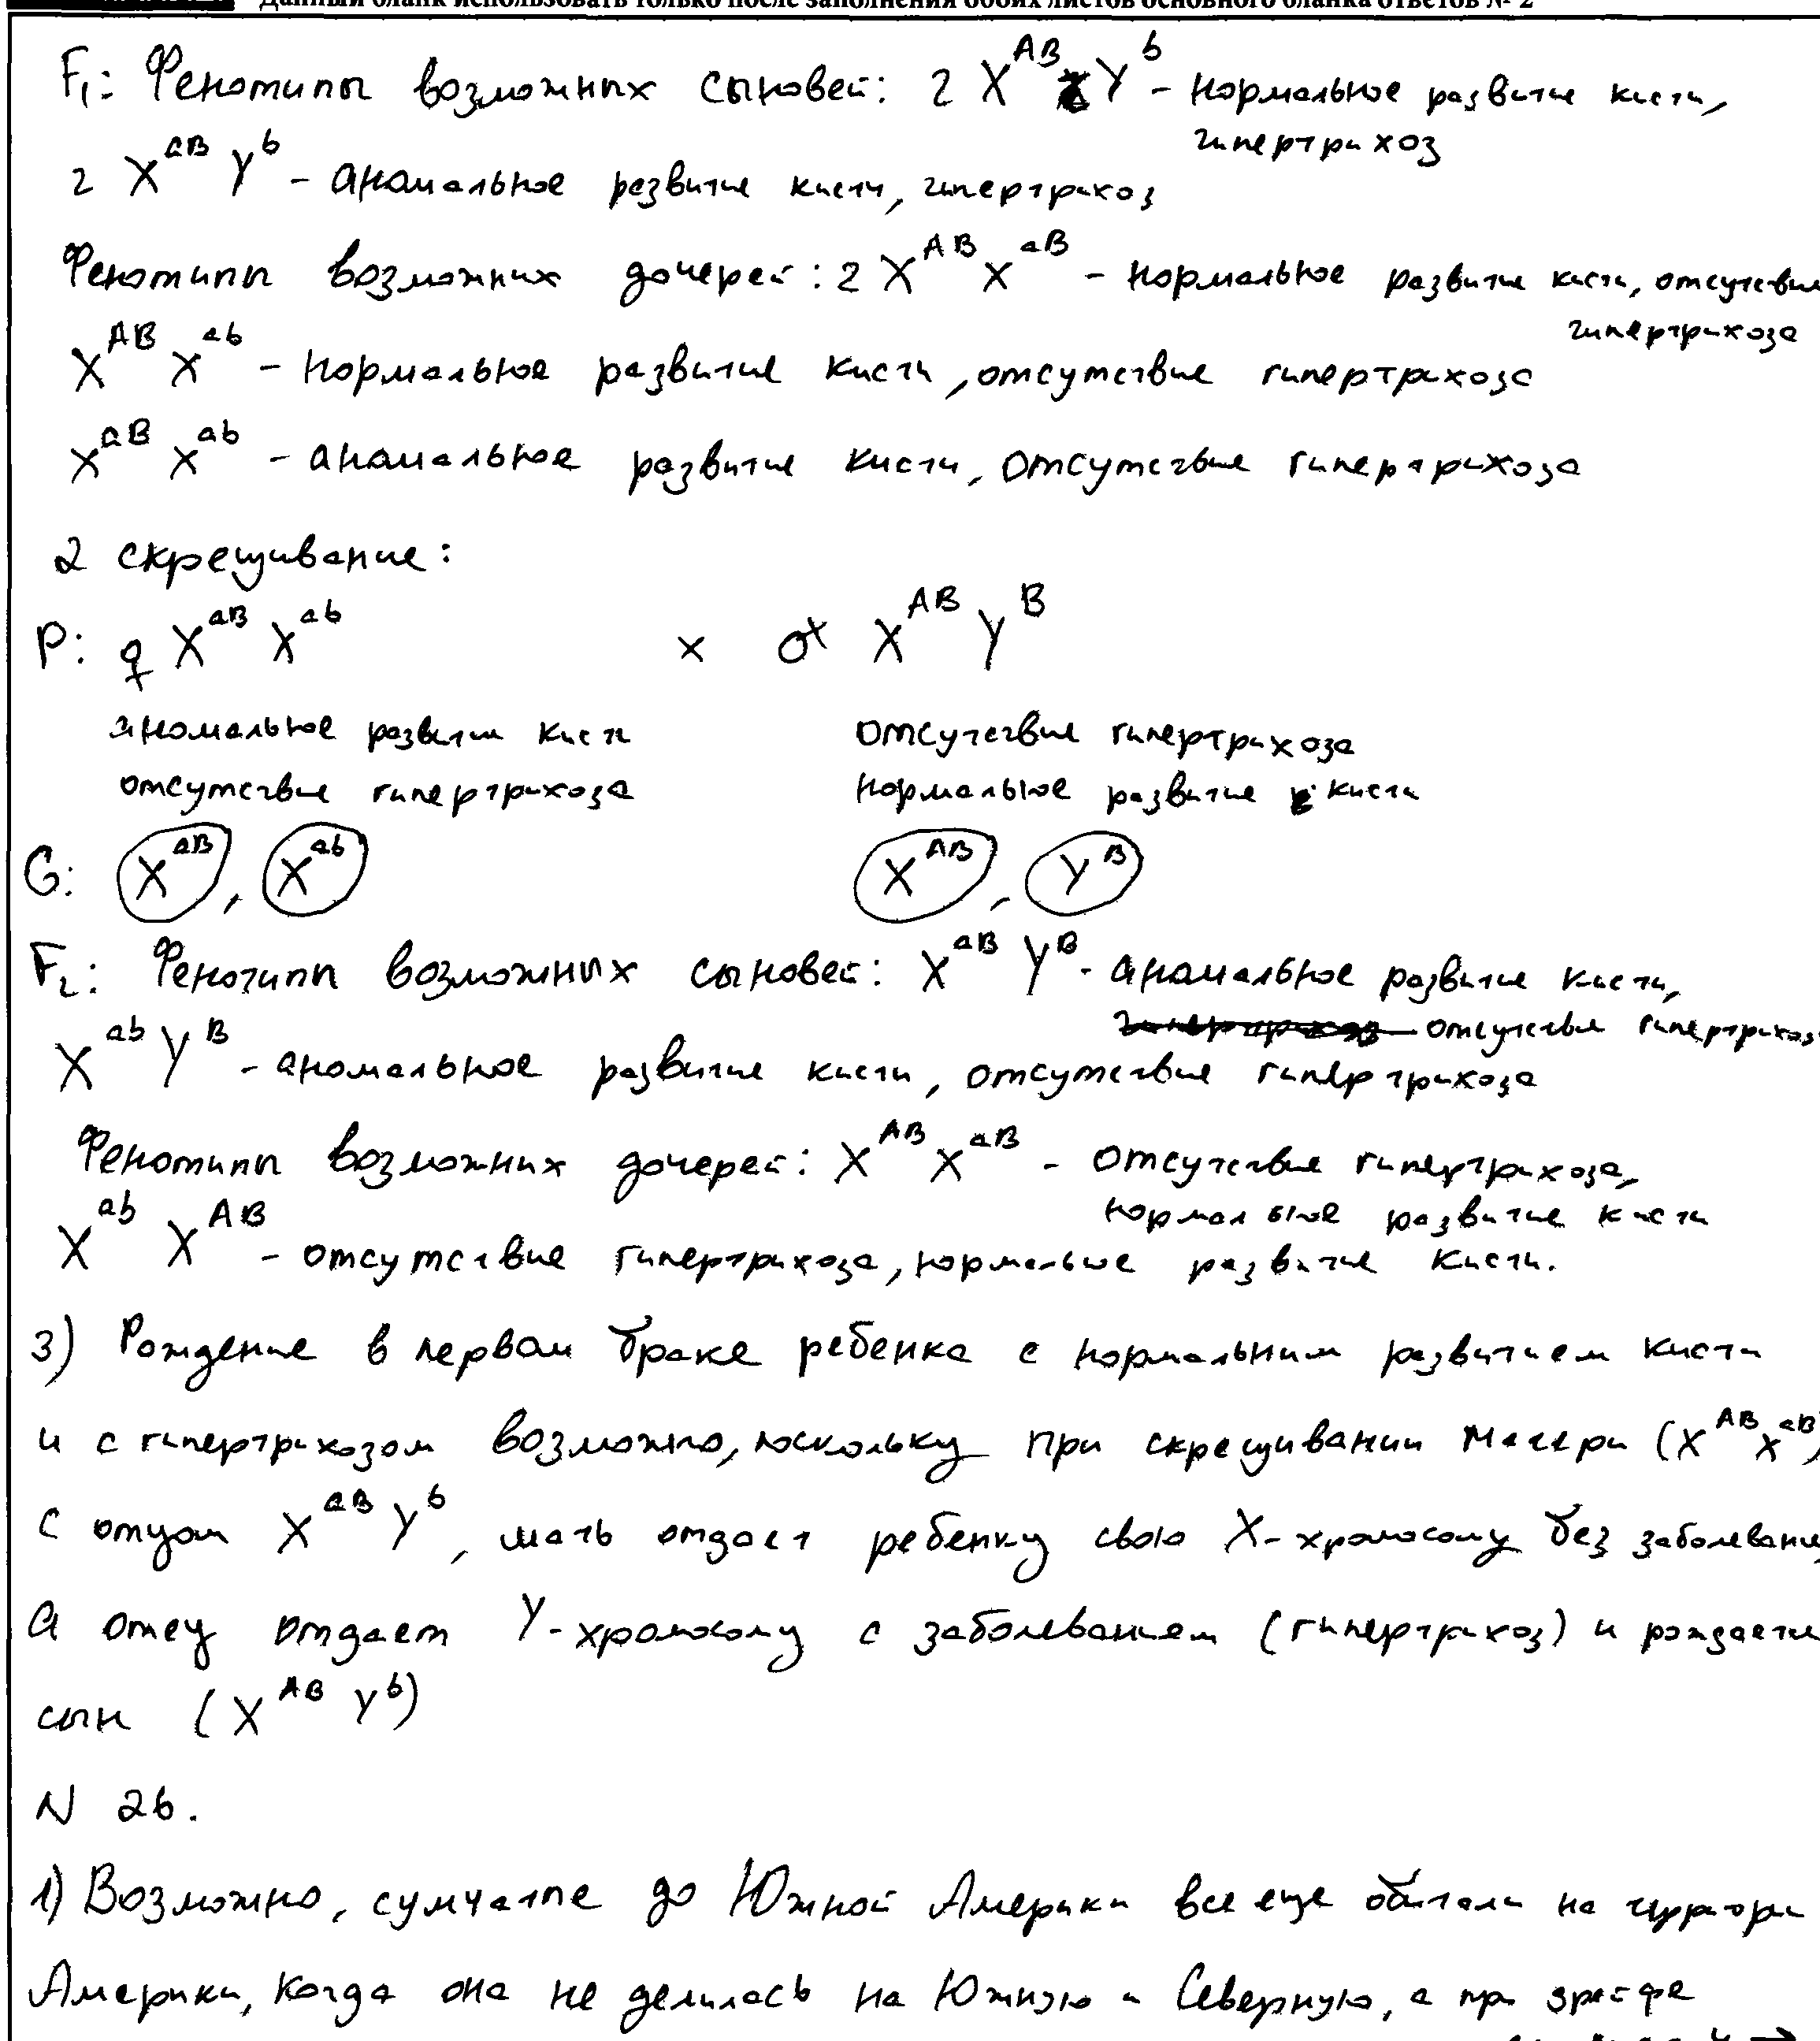 Данный бланк использовать только после заполнения обоих листов основного бланка ответов № 2
F₁: Фенотипы возможных сыновей: 2 X^AB Y^b - нормальное развитие кисти,
гипертрихоз
2 X^aB Y^b - аномальное развитие кисти, гипертрихоз
Фенотипы возможных дочерей: 2 X^AB X^aB - нормальное развитие кисти, отсутствие
гипертрихоза
X^AB X^ab - нормальное развитие кисти, отсутствие гипертрихоза
X^aB X^ab - аномальное развитие кисти, отсутствие гипертрихоза
2 скрещивание:
P: ♀ X^aB X^ab x ♂ X^AB Y^B
аномальное развитие кисти отсутствие гипертрихоза
отсутствие гипертрихоза нормальное развитие кисти
G: X^aB, X^ab X^AB, Y^B
F₂: Фенотипы возможных сыновей: X^aB Y^B - аномальное развитие кисти,
отсутствие гипертрихоз
X^ab Y^B - аномальное развитие кисти, отсутствие гипертрихоза
Фенотипы возможных дочерей: X^AB X^aB - отсутствие гипертрихоза,
нормальное развитие кисти
X^ab X^AB - отсутствие гипертрихоза, нормальное развитие кисти.
3) Рождение в первом браке ребенка с нормальным развитием кисти
и с гипертрихозом возможно, поскольку при скрещивании матери (X^AB X^aB)
с отцом X^aB Y^b, мать отдает ребенку свою X-хромосому без заболевани
а отец отдает Y-хромосому с заболеванием (гипертрихоз) и рождается
сын (X^AB Y^b)
N 26.
1) Возможно, сумчатые до Южной Америки все еще обитали на территори
Америки, когда она не делилась на Южную и Северную, а при дрейфе